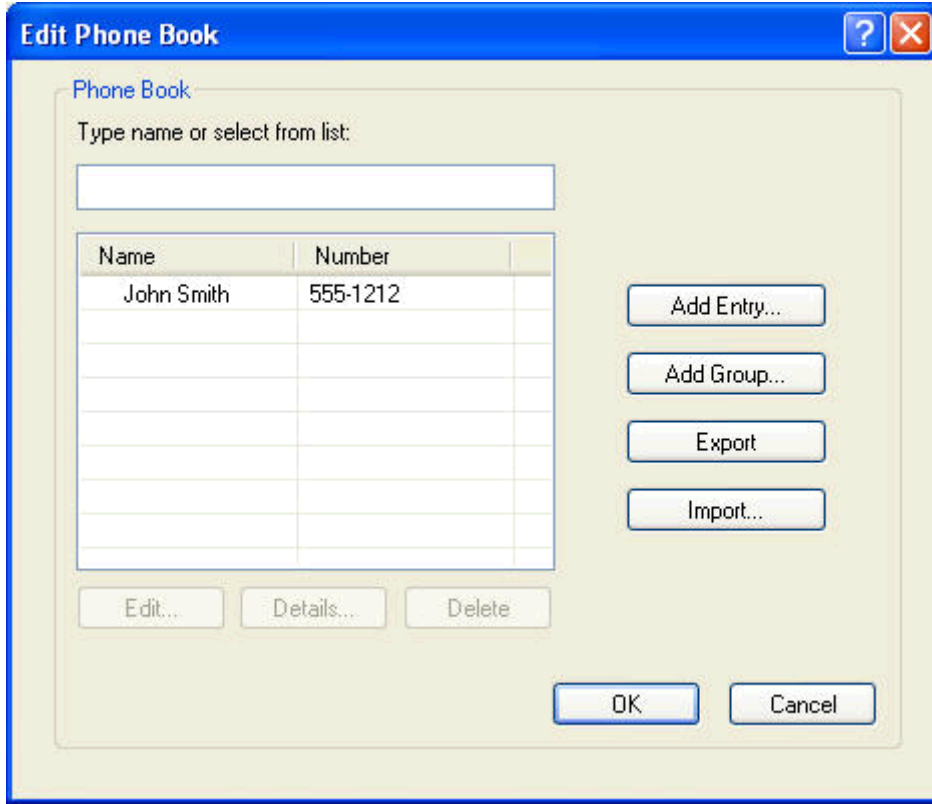 Edit Phone Book
Phone Book
Type name or select from list:
Name Number
John Smith 555-1212
Add Entry...
Add Group...
Export
Import...
Edit... Details... Delete
OK Cancel